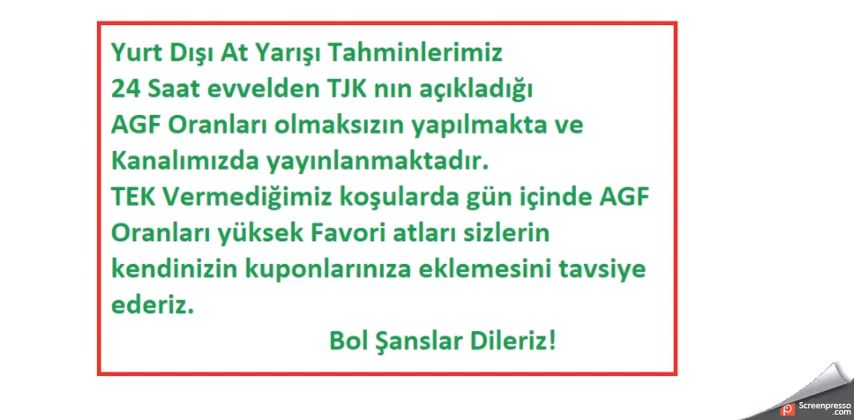 Yurt Dışı At Yarışı Tahminlerimiz
24 Saat evvelden TJK nın açıkladığı
AGF Oranları olmaksızın yapılmakta ve
Kanalımızda yayınlanmaktadır.
TEK Vermediğimiz koşularda gün içinde AGF
Oranları yüksek Favori atları sizlerin
kendinizin kuponlarınıza eklemesini tavsiye
ederiz.
Bol Şanslar Dileriz!
Screenpresso
.com